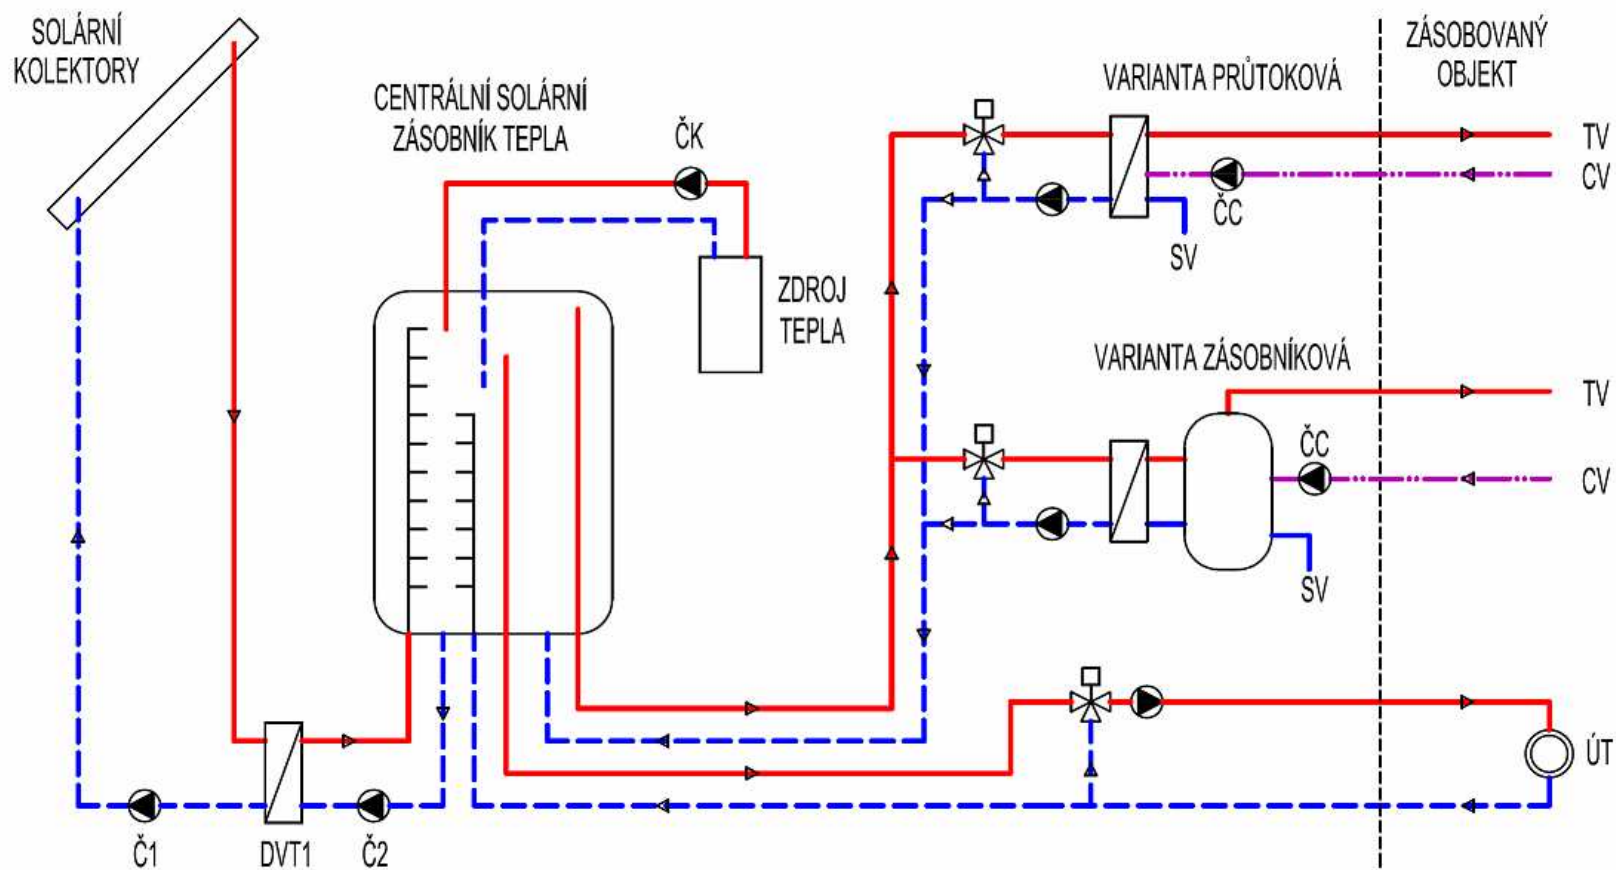 SOLÁRNÍ
KOLEKTORY
CENTRÁLNÍ SOLÁRNÍ
ZÁSOBNÍK TEPLA
ČK
ZDROJ
TEPLA
VARIANTA PRŮTOKOVÁ
ZÁSOBOVANÝ
OBJEKT
TV
CV
ČC
SV
VARIANTA ZÁSOBNÍKOVÁ
TV
ČC
CV
SV
ÚT
Č1
DVT1
Č2